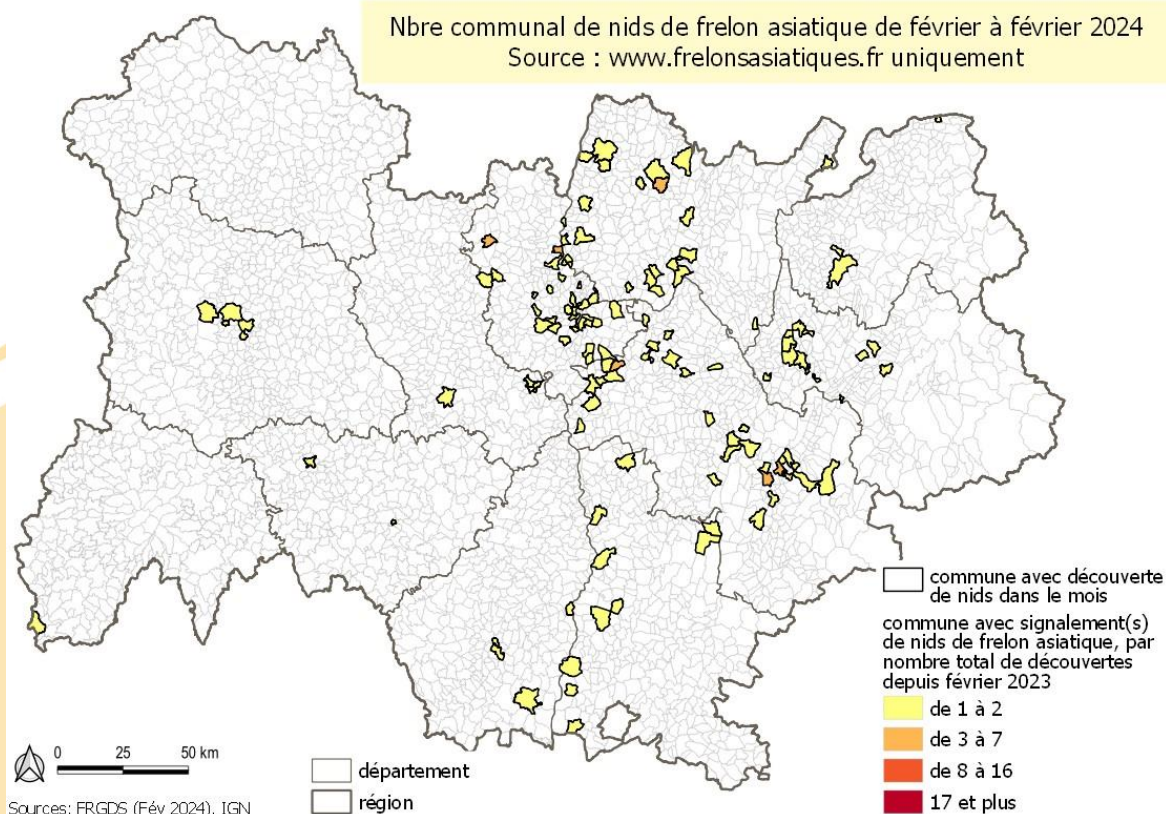 Nbre communal de nids de frelon asiatique de février à février 2024
Source : www.frelonsasiatiques.fr uniquement
commune avec découverte
de nids dans le mois
commune avec signalement(s)
de nids de frelon asiatique, par
nombre total de découvertes
depuis février 2023
de 1 à 2
de 3 à 7
de 8 à 16
17 et plus
0 25 50 km
département
région
Sources: FRGDS (Fév 2024), IGN